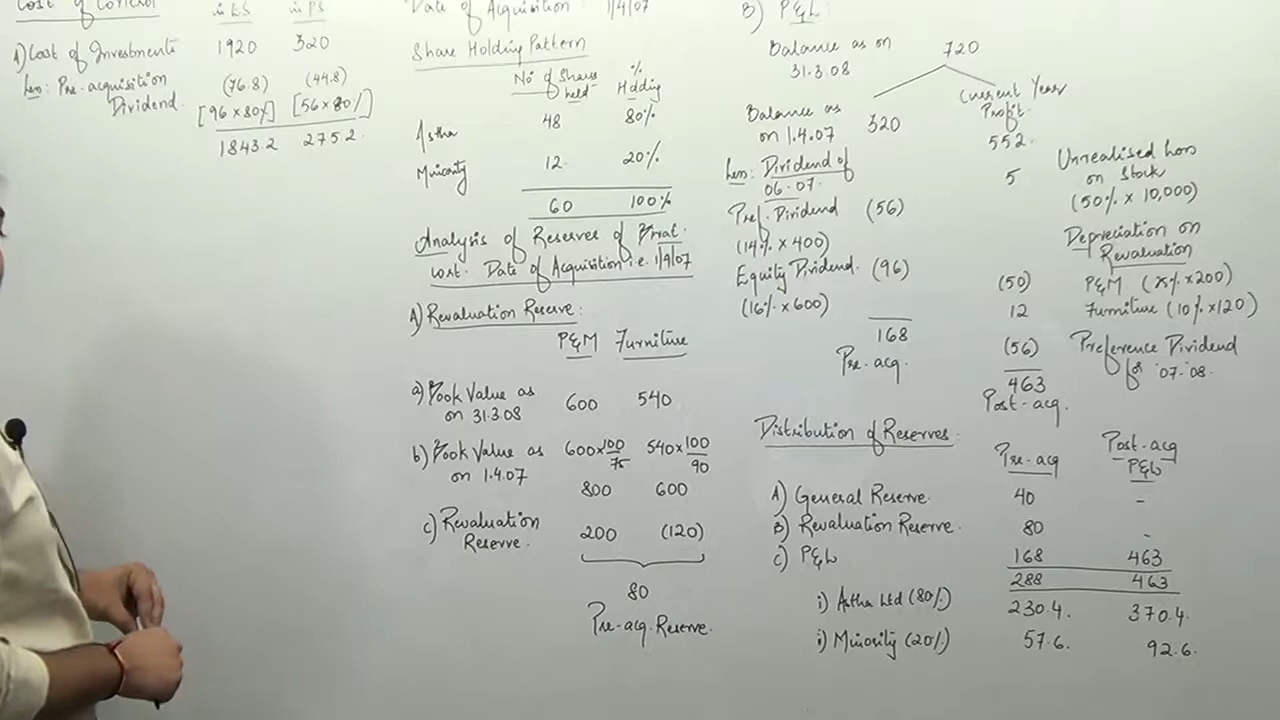 Cost of Control
in ES in PS
A) Cost of Investments 1920 320
Less: Pre-acquisition (76.8) (44.8)
Dividend. [96 x 80%] [56 x 80%]
1843.2 275.2.
Date of Acquisition : 1/4/07
Share Holding Pattern
No of Shares held %
Holding
Astha 48 80%
Minority 12. 20%
60 100%
Analysis of Reserves of
cost. Date of Acquisition i.e. 1/9/07
A) Revaluation Reserve:
P&M Furniture
a) Book Value as
on 31.3.08 600 540
b) Book Value as 600x100/75 540x100/90
on 1.4.07
800 600
c) Revaluation
Reserve. 200 (120)
80
Pre-acq. Reserve.
B) P&L:
Balance as on 720
31.3.08
Current Year
Profit.
Balance as
on 1.4.07 320 552.
Less: Dividend of
06-07.
Pref. Dividend (56)
(14% x 400)
Equity Dividend. (96)
(16% x 600)
168
Pre-acq.
5 Unrealised Loss
on Stock
(50% x 10,000)
Depreciation on
Revaluation
(50) P&M (25% x 200)
12 Furniture (10% x 120)
(56) Preference Dividend
for '07-'08.
463
Post-acq.
Distribution of Reserves:
Pre-acq Post-acq
P&L
A) General Reserve. 40 -
B) Revaluation Reserve. 80 -
C) P&L 168 463
288 463
i) Astha Ltd (80%) 230.4. 370.4.
i) Minority (20%) 57.6. 92.6.